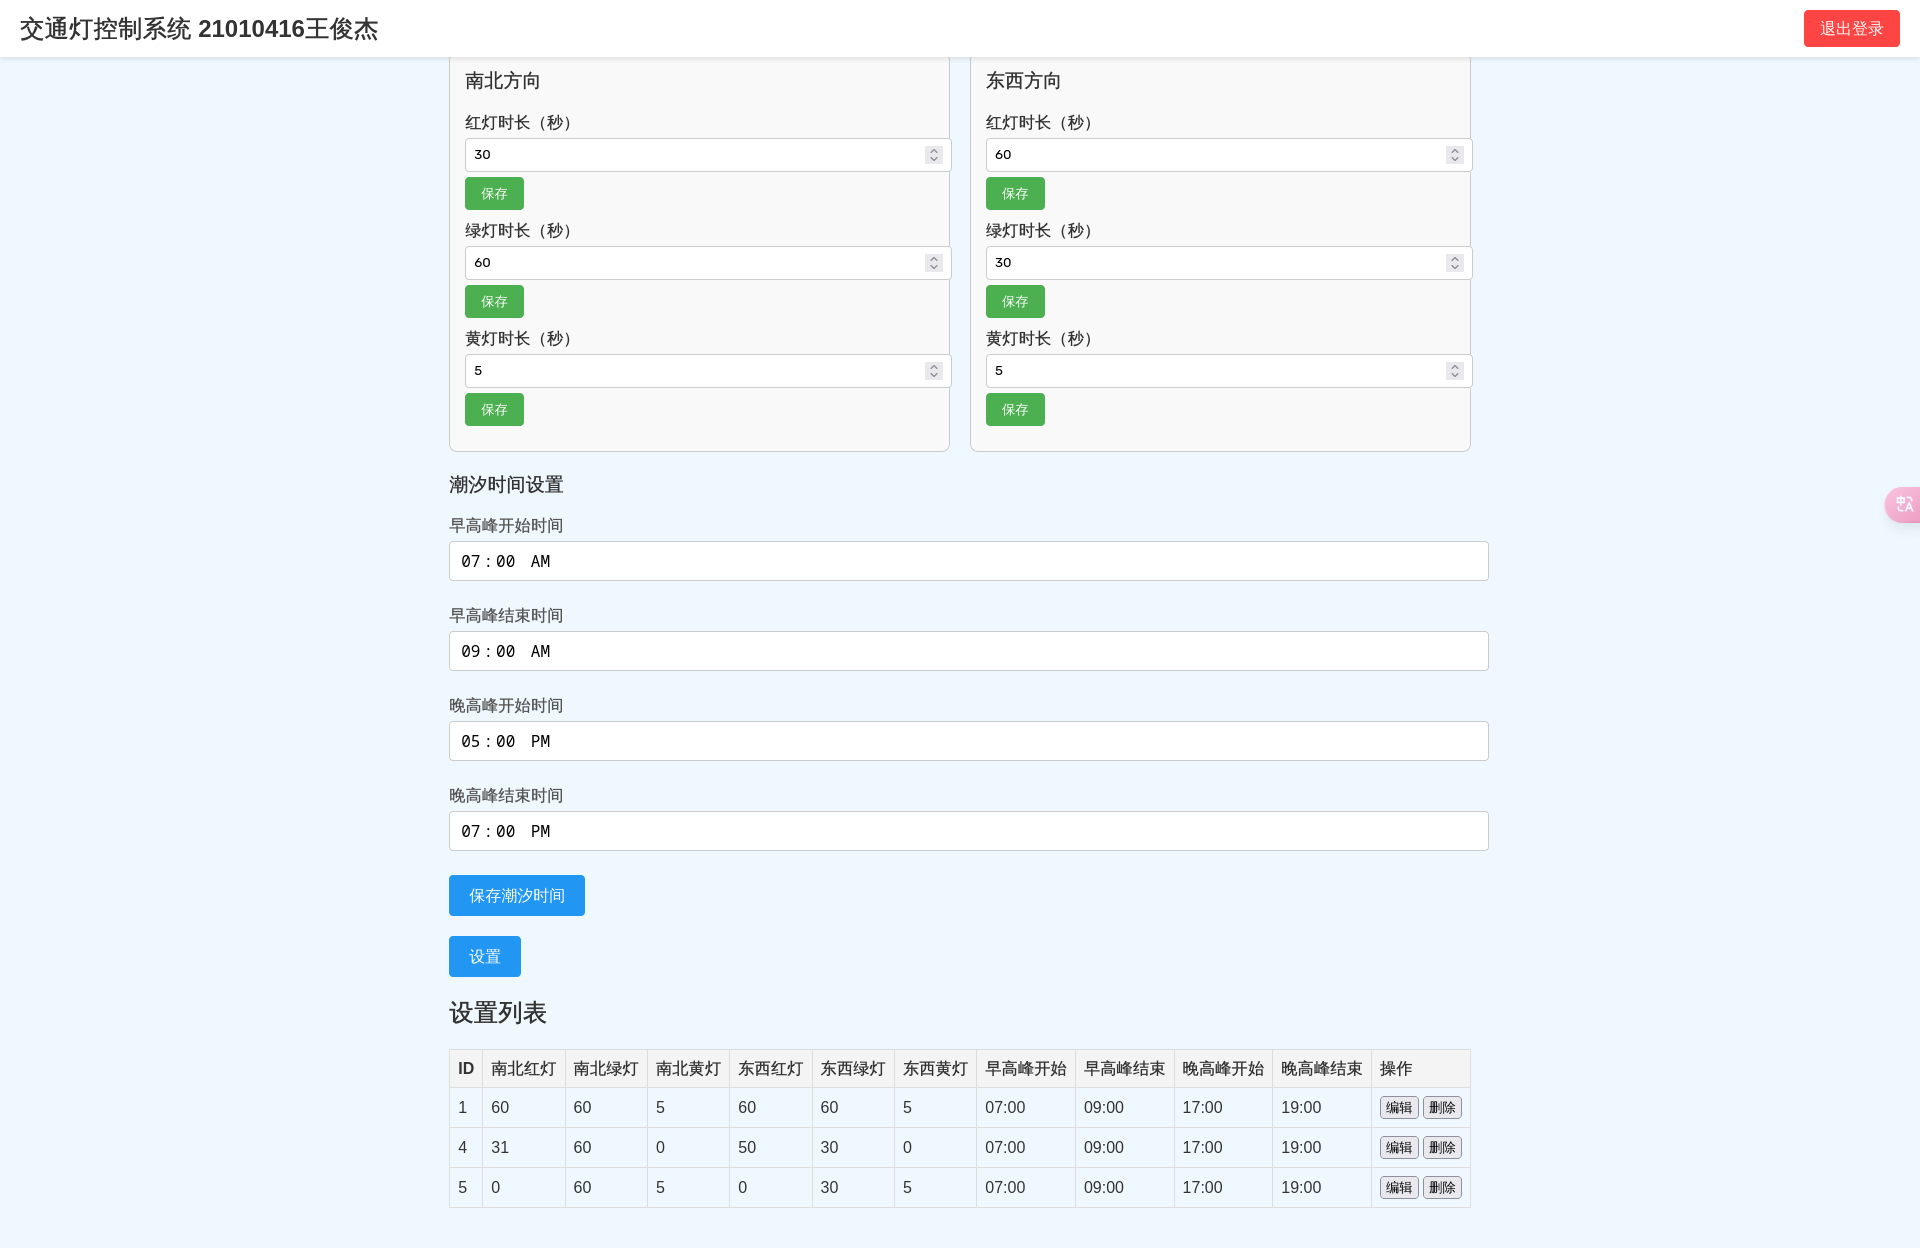 交通灯控制系统 21010416王俊杰
退出登录
南北方向
红灯时长（秒）
30
保存
绿灯时长（秒）
60
保存
黄灯时长（秒）
5
保存
东西方向
红灯时长（秒）
60
保存
绿灯时长（秒）
30
保存
黄灯时长（秒）
5
保存
潮汐时间设置
早高峰开始时间
07:00 AM
早高峰结束时间
09:00 AM
晚高峰开始时间
05:00 PM
晚高峰结束时间
07:00 PM
保存潮汐时间
设置
设置列表
ID 南北红灯 南北绿灯 南北黄灯 东西红灯 东西绿灯 东西黄灯 早高峰开始 早高峰结束 晚高峰开始 晚高峰结束 操作
1 60 60 5 60 60 5 07:00 09:00 17:00 19:00 编辑 删除
4 31 60 0 50 30 0 07:00 09:00 17:00 19:00 编辑 删除
5 0 60 5 0 30 5 07:00 09:00 17:00 19:00 编辑 删除